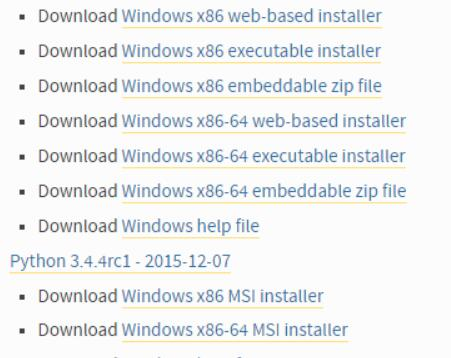 Download Windows x86 web-based installer
Download Windows x86 executable installer
Download Windows x86 embeddable zip file
Download Windows x86-64 web-based installer
Download Windows x86-64 executable installer
Download Windows x86-64 embeddable zip file
Download Windows help file
Python 3.4.4rc1 - 2015-12-07
Download Windows x86 MSI installer
Download Windows x86-64 MSI installer